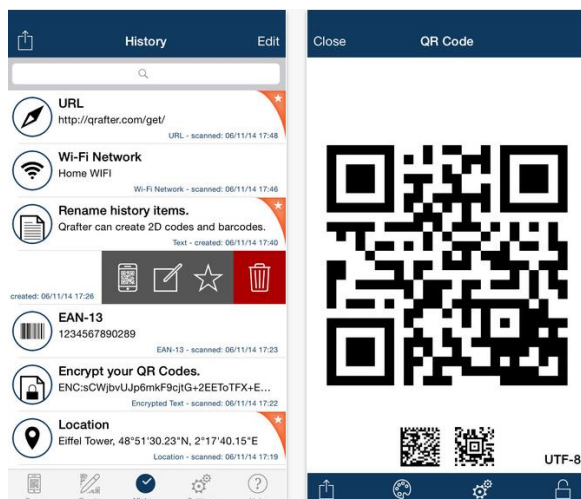 History
Edit
URL
http://qrafter.com/get/
URL - scanned: 06/11/14 17:48
Wi-Fi Network
Home WIFI
Wi-Fi Network - scanned: 06/11/14 17:46
Rename history items.
Qrafter can create 2D codes and barcodes.
Text - created: 06/11/14 17:40
created: 06/11/14 17:26
EAN-13
1234567890289
EAN-13 - scanned: 06/11/14 17:23
Encrypt your QR Codes.
ENC:sCWjbvUJp6mkF9cjtG+2EEToTFX+E...
Encrypted Text - scanned: 06/11/14 17:22
Location
Eiffel Tower, 48°51'30.23"N, 2°17'40.15"E
Location - scanned: 06/11/14 17:19
Close
QR Code
UTF-8